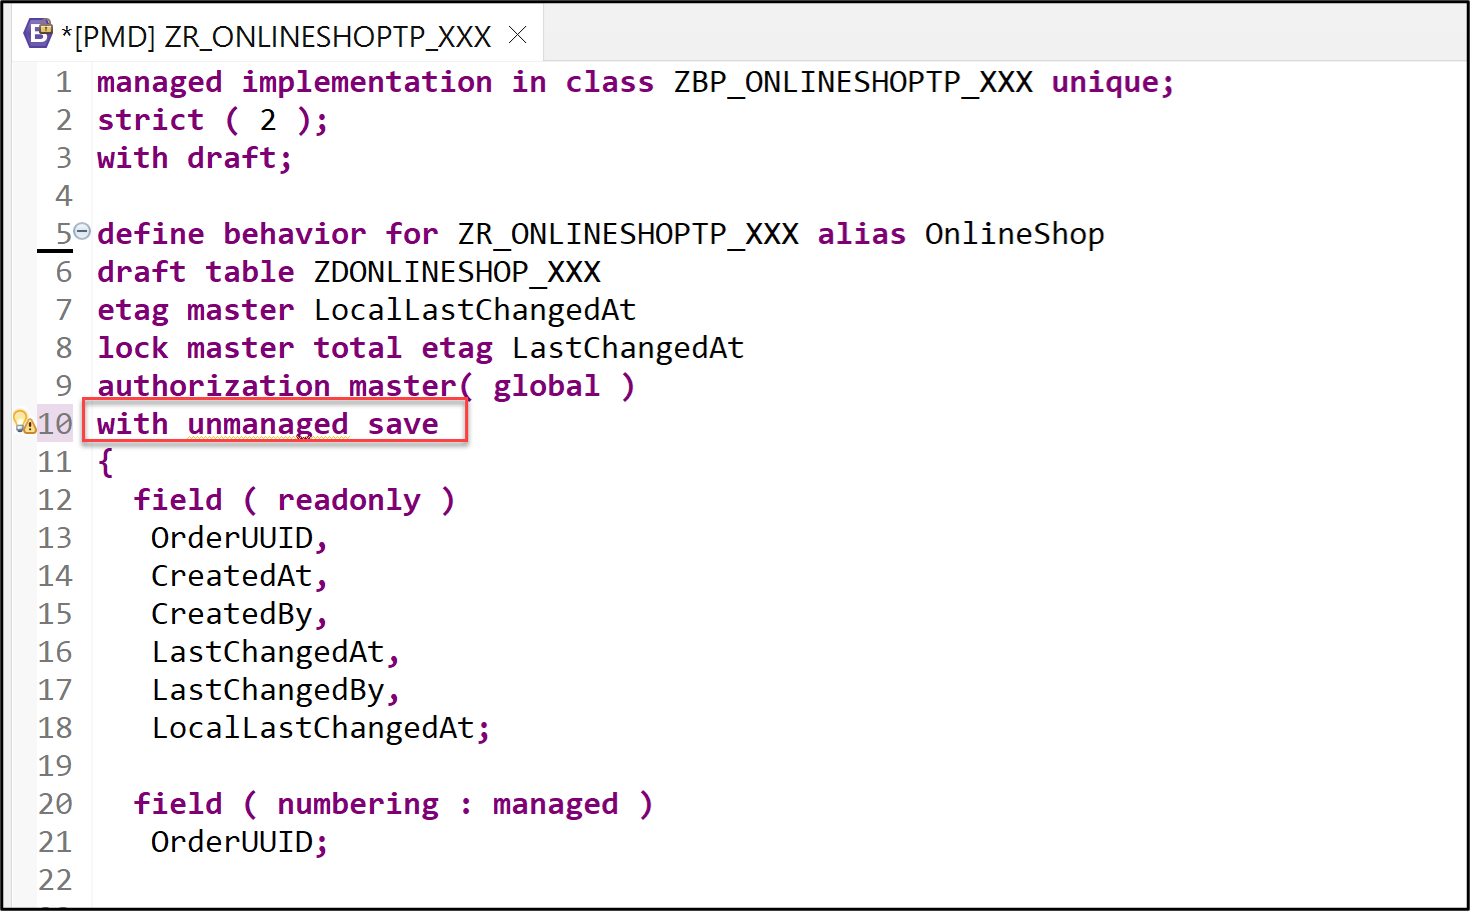 *[PMD] ZR_ONLINESHOPTP_XXX
1 managed implementation in class ZBP_ONLINESHOPTP_XXX unique;
2 strict ( 2 );
3 with draft;
4
5 define behavior for ZR_ONLINESHOPTP_XXX alias OnlineShop
6 draft table ZDONLINESHOP_XXX
7 etag master LocalLastChangedAt
8 lock master total etag LastChangedAt
9 authorization master( global )
10 with unmanaged save
11 {
12 field ( readonly )
13 OrderUUID,
14 CreatedAt,
15 CreatedBy,
16 LastChangedAt,
17 LastChangedBy,
18 LocalLastChangedAt;
19
20 field ( numbering : managed )
21 OrderUUID;
22